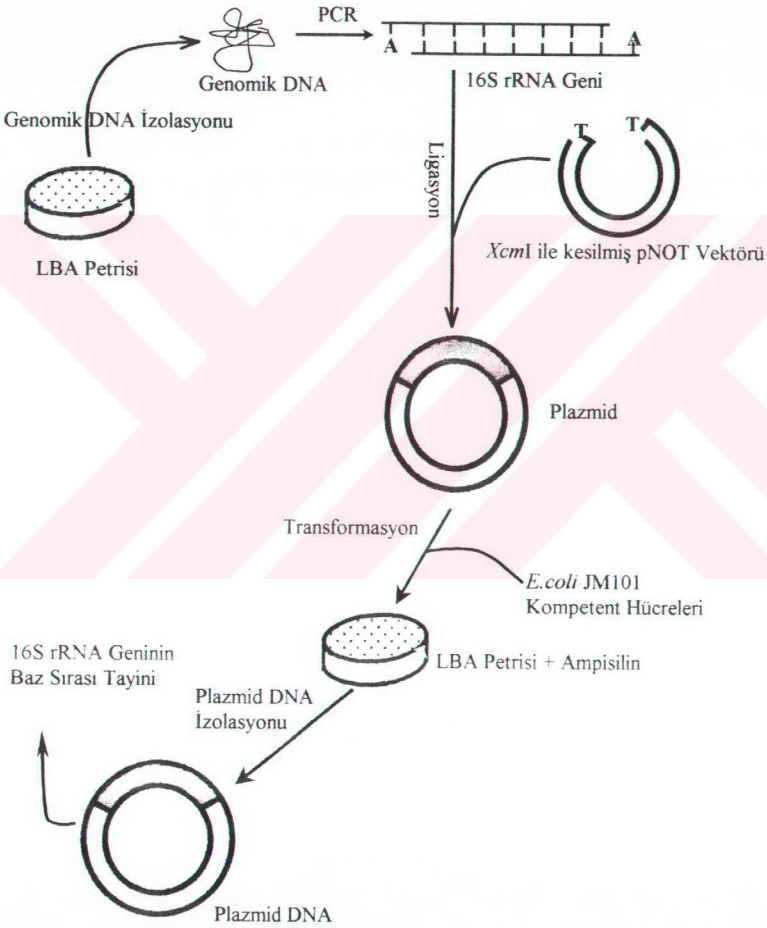 PCR
A
A
Genomik DNA
16S rRNA Geni
Genomik DNA İzolasyonu
T T
Ligasyon
LBA Petrisi
XcmI ile kesilmiş pNOT Vektörü
Plazmid
Transformasyon
E.coli JM101
Kompetent Hücreleri
LBA Petrisi + Ampisilin
16S rRNA Geninin
Baz Sırası Tayini
Plazmid DNA
İzolasyonu
Plazmid DNA